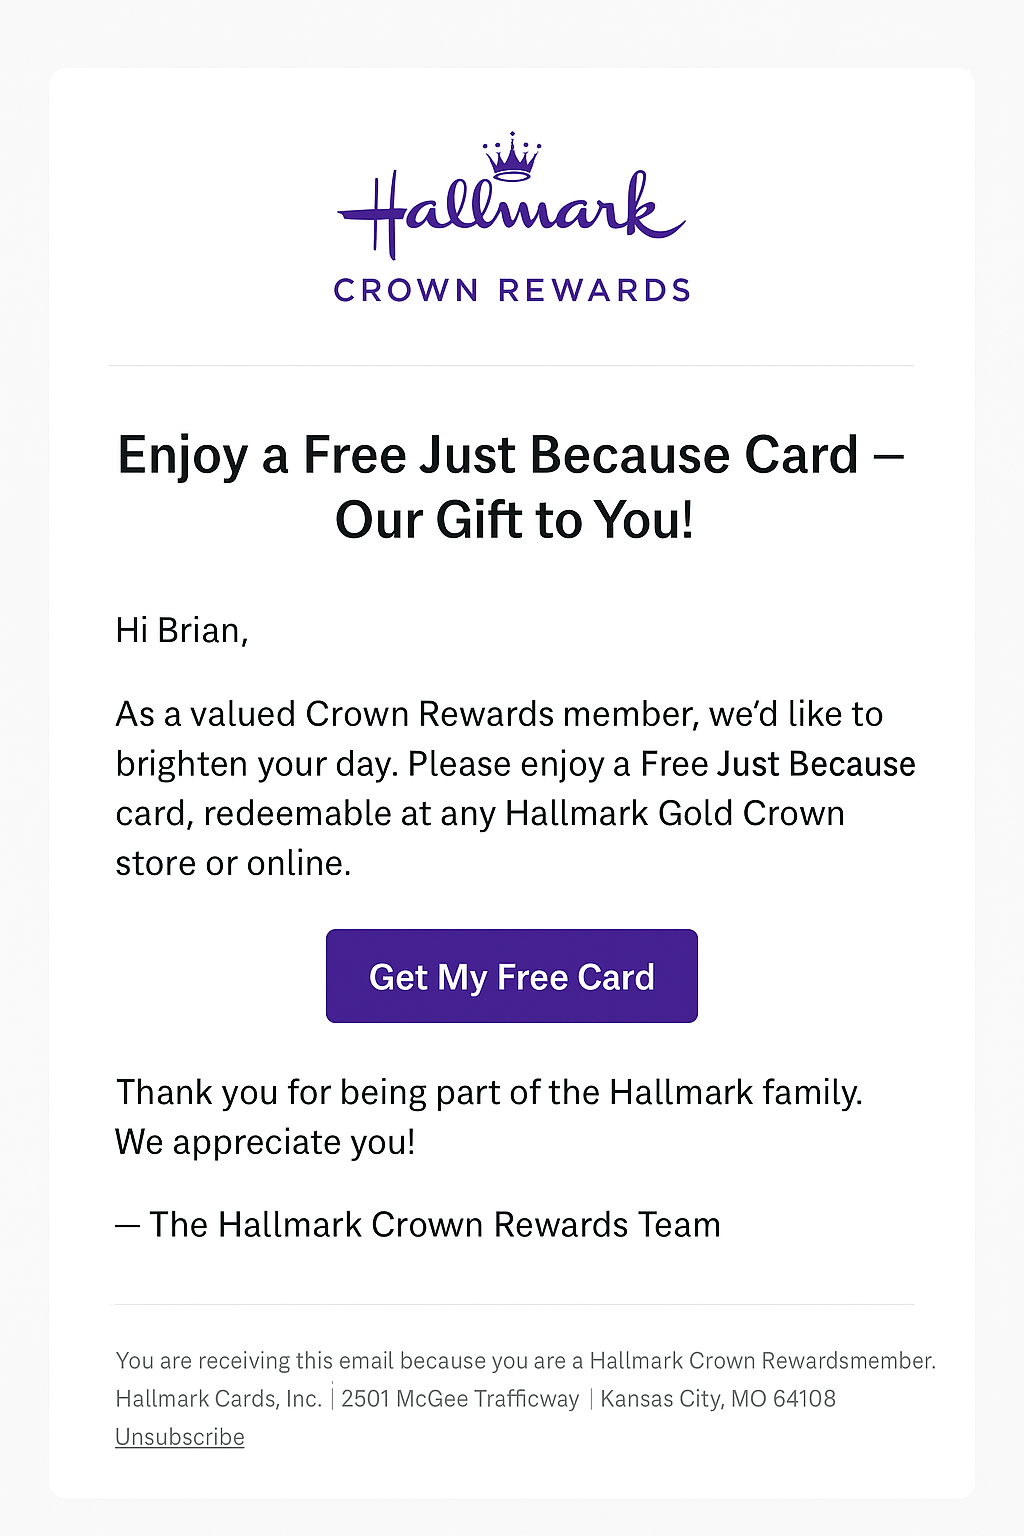 Hallmark
CROWN REWARDS
Enjoy a Free Just Because Card –
Our Gift to You!
Hi Brian,
As a valued Crown Rewards member, we’d like to
brighten your day. Please enjoy a Free Just Because
card, redeemable at any Hallmark Gold Crown
store or online.
Get My Free Card
Thank you for being part of the Hallmark family.
We appreciate you!
— The Hallmark Crown Rewards Team
You are receiving this email because you are a Hallmark Crown Rewardsmember.
Hallmark Cards, Inc. | 2501 McGee Trafficway | Kansas City, MO 64108
Unsubscribe